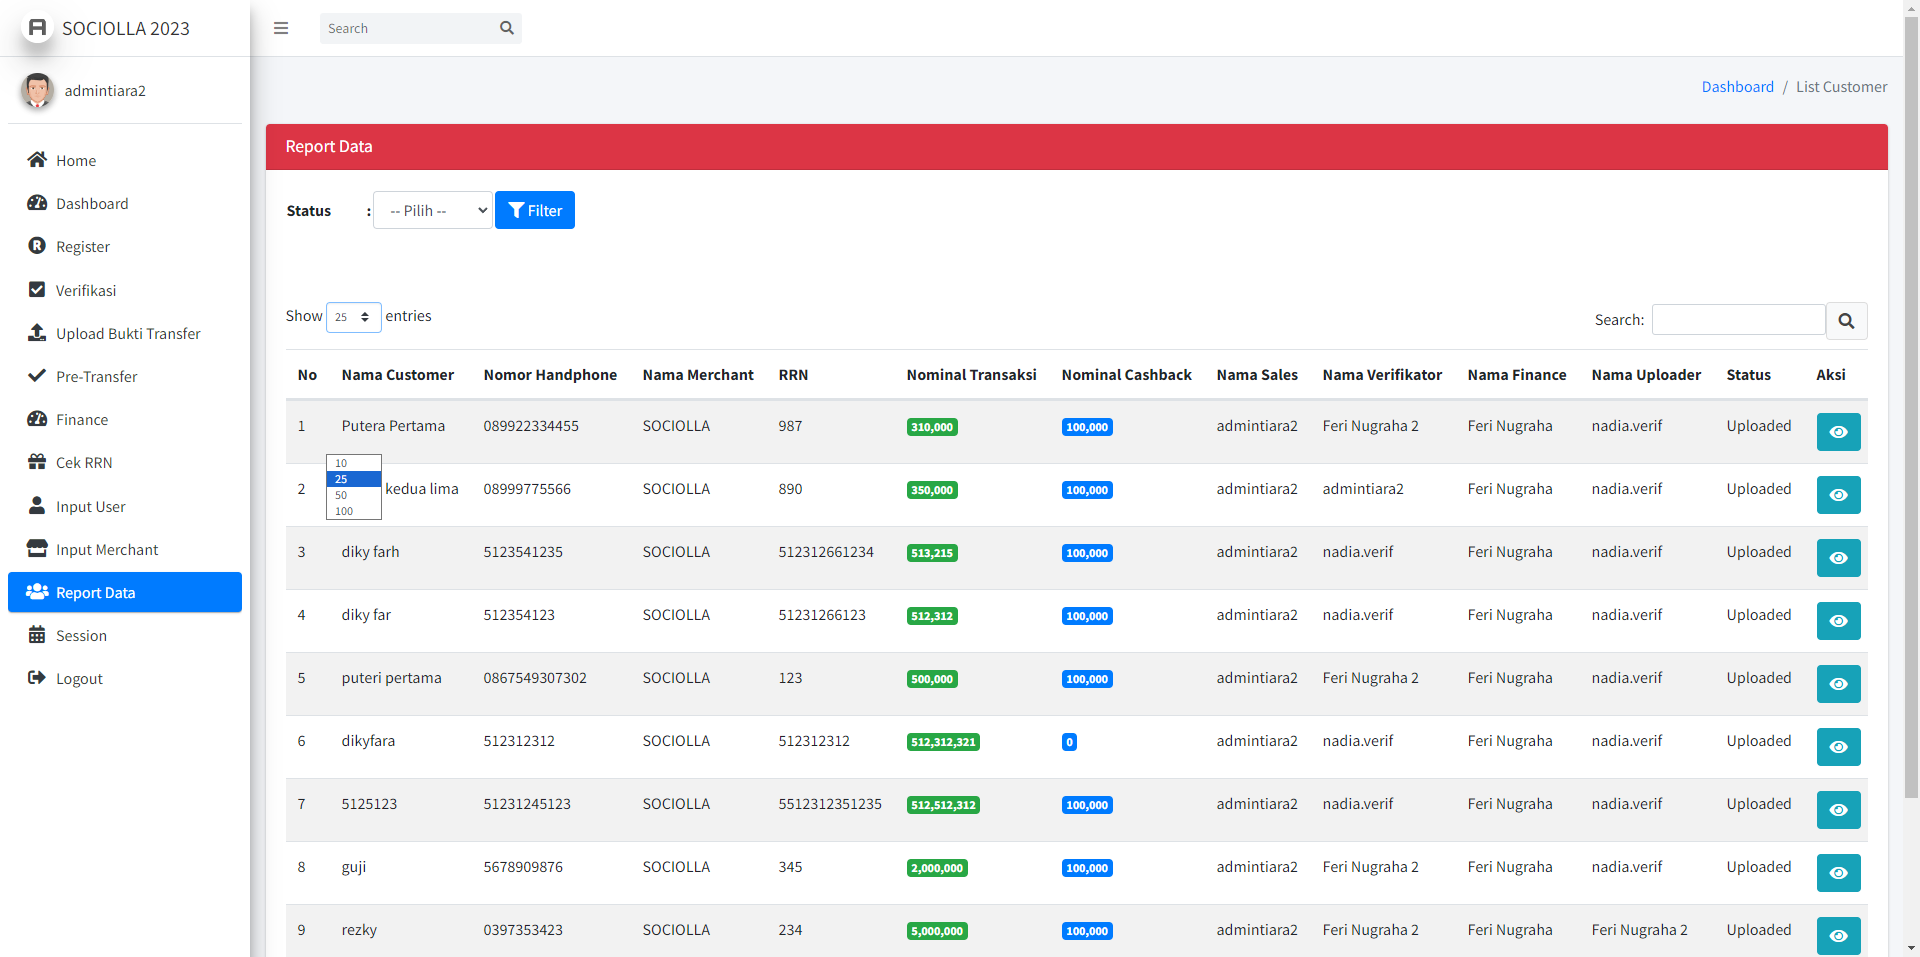 SOCIOLLA 2023
Search
admintiara2
Dashboard / List Customer
Home
Dashboard
Register
Verifikasi
Upload Bukti Transfer
Pre-Transfer
Finance
Cek RRN
Input User
Input Merchant
Report Data
Session
Logout
Report Data
Status : -- Pilih -- Filter
Show 25 entries
Search:
No Nama Customer Nomor Handphone Nama Merchant RRN Nominal Transaksi Nominal Cashback Nama Sales Nama Verifikator Nama Finance Nama Uploader Status Aksi
1 Putera Pertama 089922334455 SOCIOLLA 987 310,000 100,000 admintiara2 Feri Nugraha 2 Feri Nugraha nadia.verif Uploaded
10
25
50
100
2 kedua lima 08999775566 SOCIOLLA 890 350,000 100,000 admintiara2 admintiara2 Feri Nugraha nadia.verif Uploaded
3 diky farh 5123541235 SOCIOLLA 512312661234 513,215 100,000 admintiara2 nadia.verif Feri Nugraha nadia.verif Uploaded
4 diky far 512354123 SOCIOLLA 51231266123 512,312 100,000 admintiara2 nadia.verif Feri Nugraha nadia.verif Uploaded
5 puteri pertama 0867549307302 SOCIOLLA 123 500,000 100,000 admintiara2 Feri Nugraha 2 Feri Nugraha nadia.verif Uploaded
6 dikyfara 512312312 SOCIOLLA 512312312 512,312,321 0 admintiara2 nadia.verif Feri Nugraha nadia.verif Uploaded
7 5125123 51231245123 SOCIOLLA 5512312351235 512,512,312 100,000 admintiara2 nadia.verif Feri Nugraha nadia.verif Uploaded
8 guji 5678909876 SOCIOLLA 345 2,000,000 100,000 admintiara2 Feri Nugraha 2 Feri Nugraha nadia.verif Uploaded
9 rezky 0397353423 SOCIOLLA 234 5,000,000 100,000 admintiara2 Feri Nugraha 2 Feri Nugraha Feri Nugraha 2 Uploaded